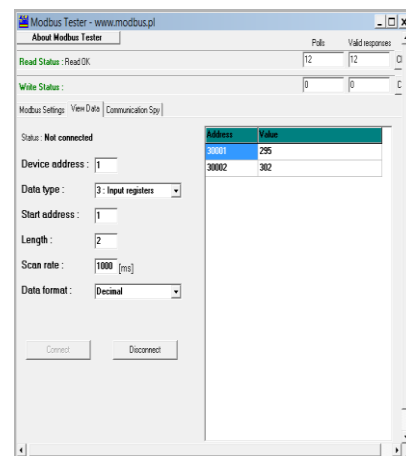 Modbus Tester - www.modbus.pl
About Modbus Tester
Polls Valid responses
Read Status : Read OK 12 12
Write Status : 0 0
Modbus Settings View Data Communication Spy
Status : Not connected
Device address : 1
Data type : 3 : Input registers
Start address : 1
Length : 2
Scan rate : 1000 [ms]
Data format : Decimal
Connect Disconnect
Address Value
30001 295
30002 302